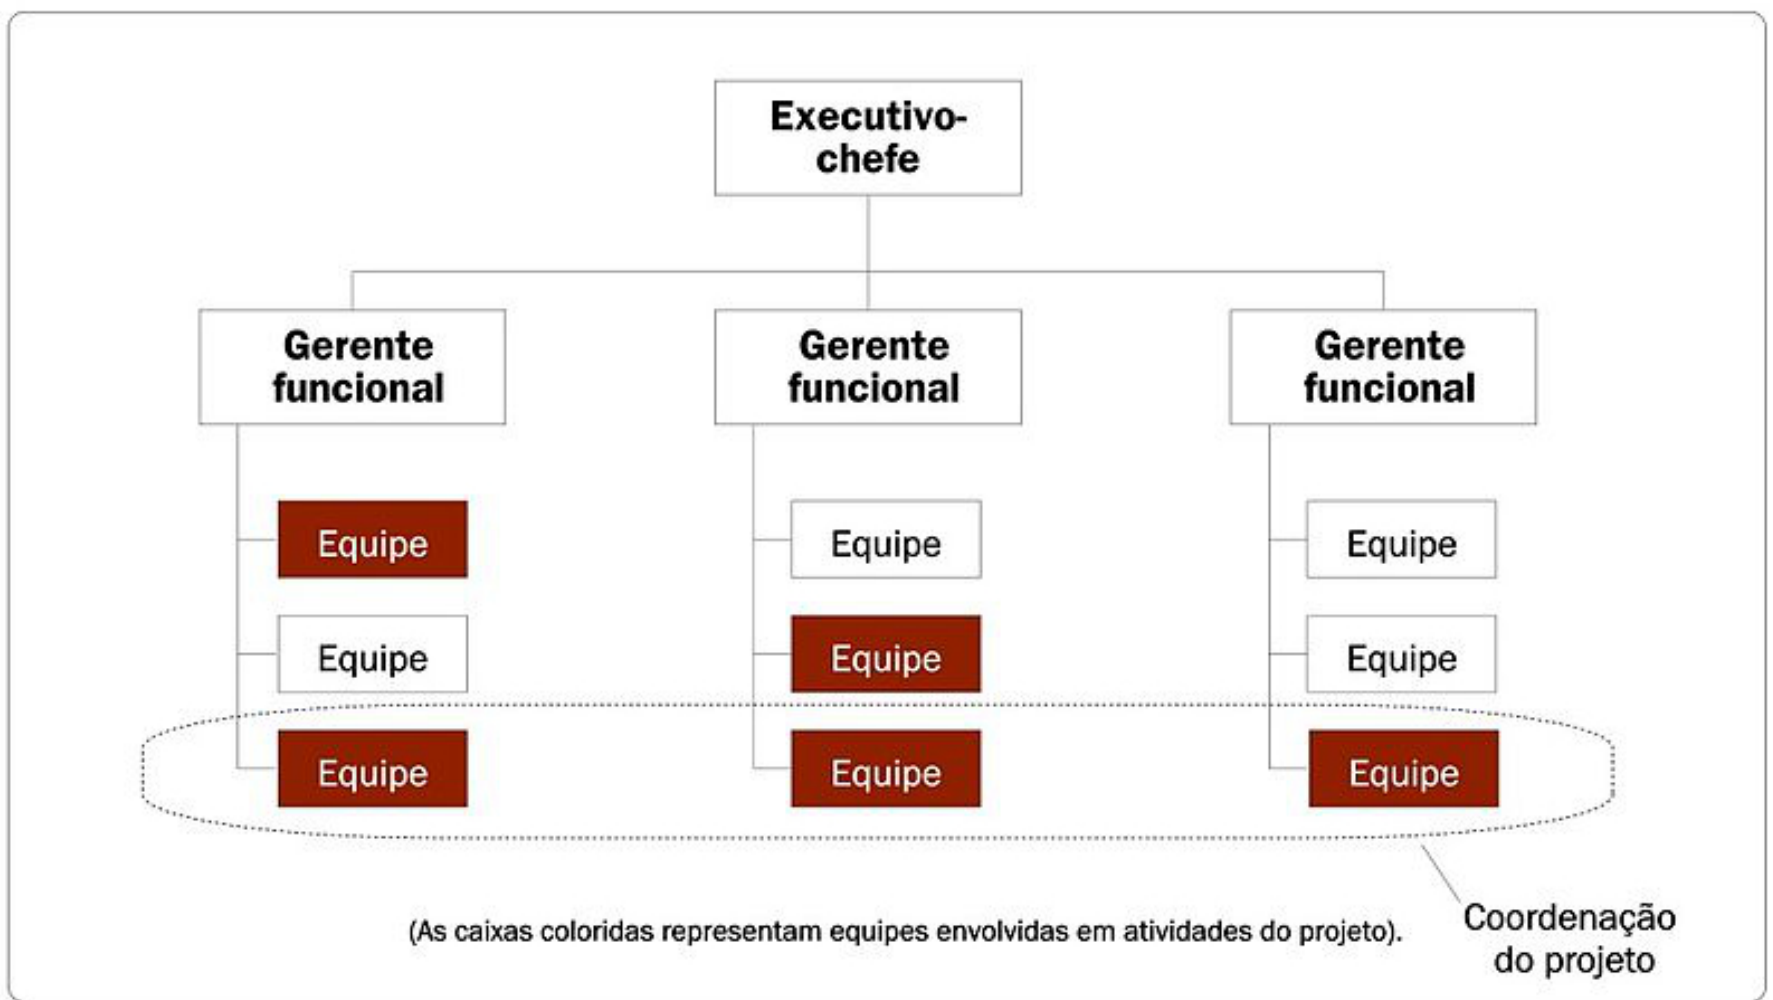 Executivo-
chefe
Gerente
funcional
Gerente
funcional
Gerente
funcional
Equipe
Equipe
Equipe
Equipe
Equipe
Equipe
Equipe
Equipe
Equipe
(As caixas coloridas representam equipes envolvidas em atividades do projeto).
Coordenação
do projeto